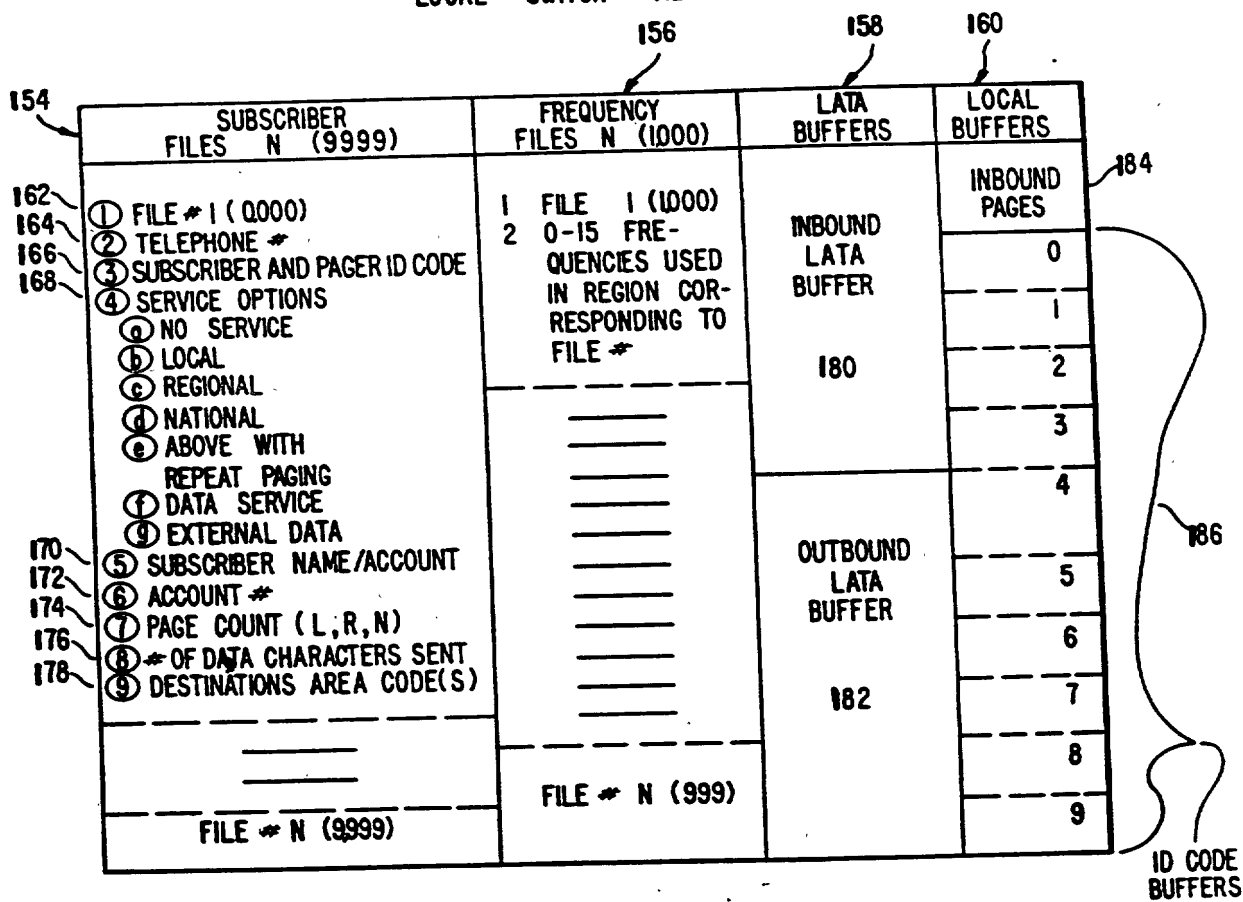 LOCAL SWITCH
156
158
160
154
SUBSCRIBER
FILES N (9999)
FREQUENCY
FILES N (1,000)
LATA
BUFFERS
LOCAL
BUFFERS
162
① FILE # 1 (0,000)
164
② TELEPHONE #
166
③ SUBSCRIBER AND PAGER ID CODE
168
④ SERVICE OPTIONS
ⓐ NO SERVICE
ⓑ LOCAL
ⓒ REGIONAL
ⓓ NATIONAL
ⓔ ABOVE WITH
REPEAT PAGING
ⓕ DATA SERVICE
ⓖ EXTERNAL DATA
170
⑤ SUBSCRIBER NAME/ACCOUNT
172
⑥ ACCOUNT #
174
⑦ PAGE COUNT (L,R,N)
176
⑧ # OF DATA CHARACTERS SENT
178
⑨ DESTINATIONS AREA CODE(S)
FILE # N (9,999)
1 FILE 1 (1,000)
2 0-15 FRE-
QUENCIES USED
IN REGION COR-
RESPONDING TO
FILE #
FILE # N (999)
INBOUND
LATA
BUFFER
180
OUTBOUND
LATA
BUFFER
182
INBOUND
PAGES
184
0
1
2
3
4
5
6
7
8
9
186
ID CODE
BUFFERS